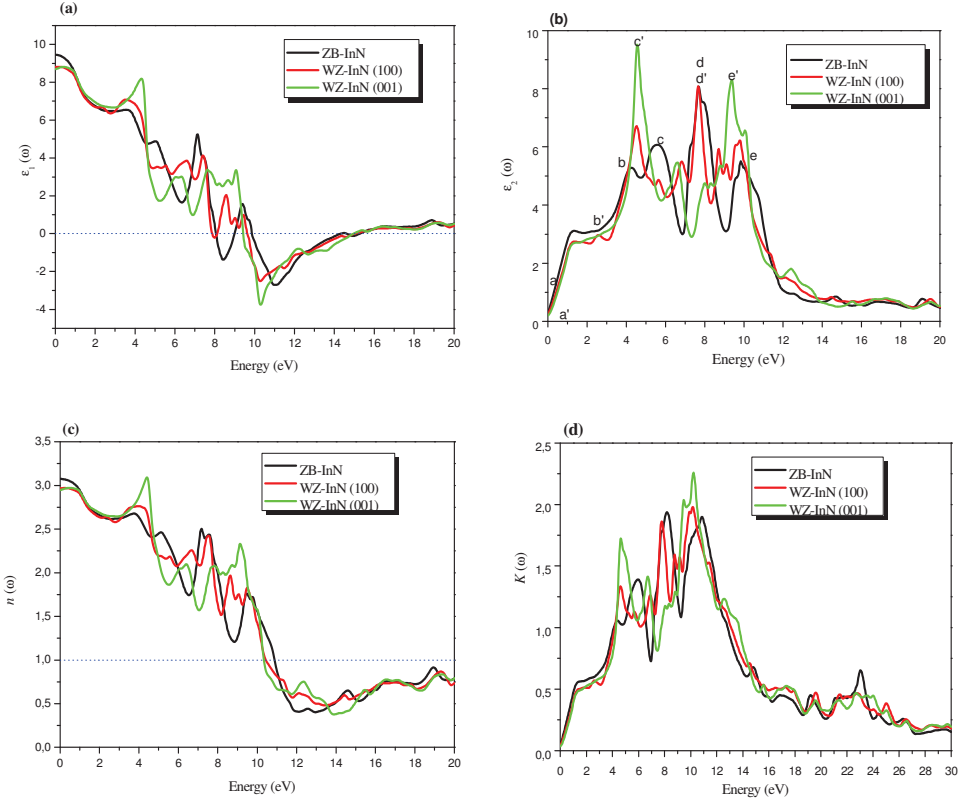 (a)
10
8
6
4
2
0
-2
-4
ε₁ (ω)
ZB-InN
WZ-InN (100)
WZ-InN (001)
0 2 4 6 8 10 12 14 16 18 20
Energy (eV)
(b)
10
8
6
4
2
0
ε₂ (ω)
c'
d
d'
e'
c
b
e
b'
a
a'
ZB-InN
WZ-InN (100)
WZ-InN (001)
0 2 4 6 8 10 12 14 16 18 20
Energy (eV)
(c)
3,5
3,0
2,5
2,0
1,5
1,0
0,5
0,0
n (ω)
ZB-InN
WZ-InN (100)
WZ-InN (001)
0 2 4 6 8 10 12 14 16 18 20
Energy (eV)
(d)
2,5
2,0
1,5
1,0
0,5
0,0
K (ω)
ZB-InN
WZ-InN (100)
WZ-InN (001)
0 2 4 6 8 10 12 14 16 18 20 22 24 26 28 30
Energy (eV)